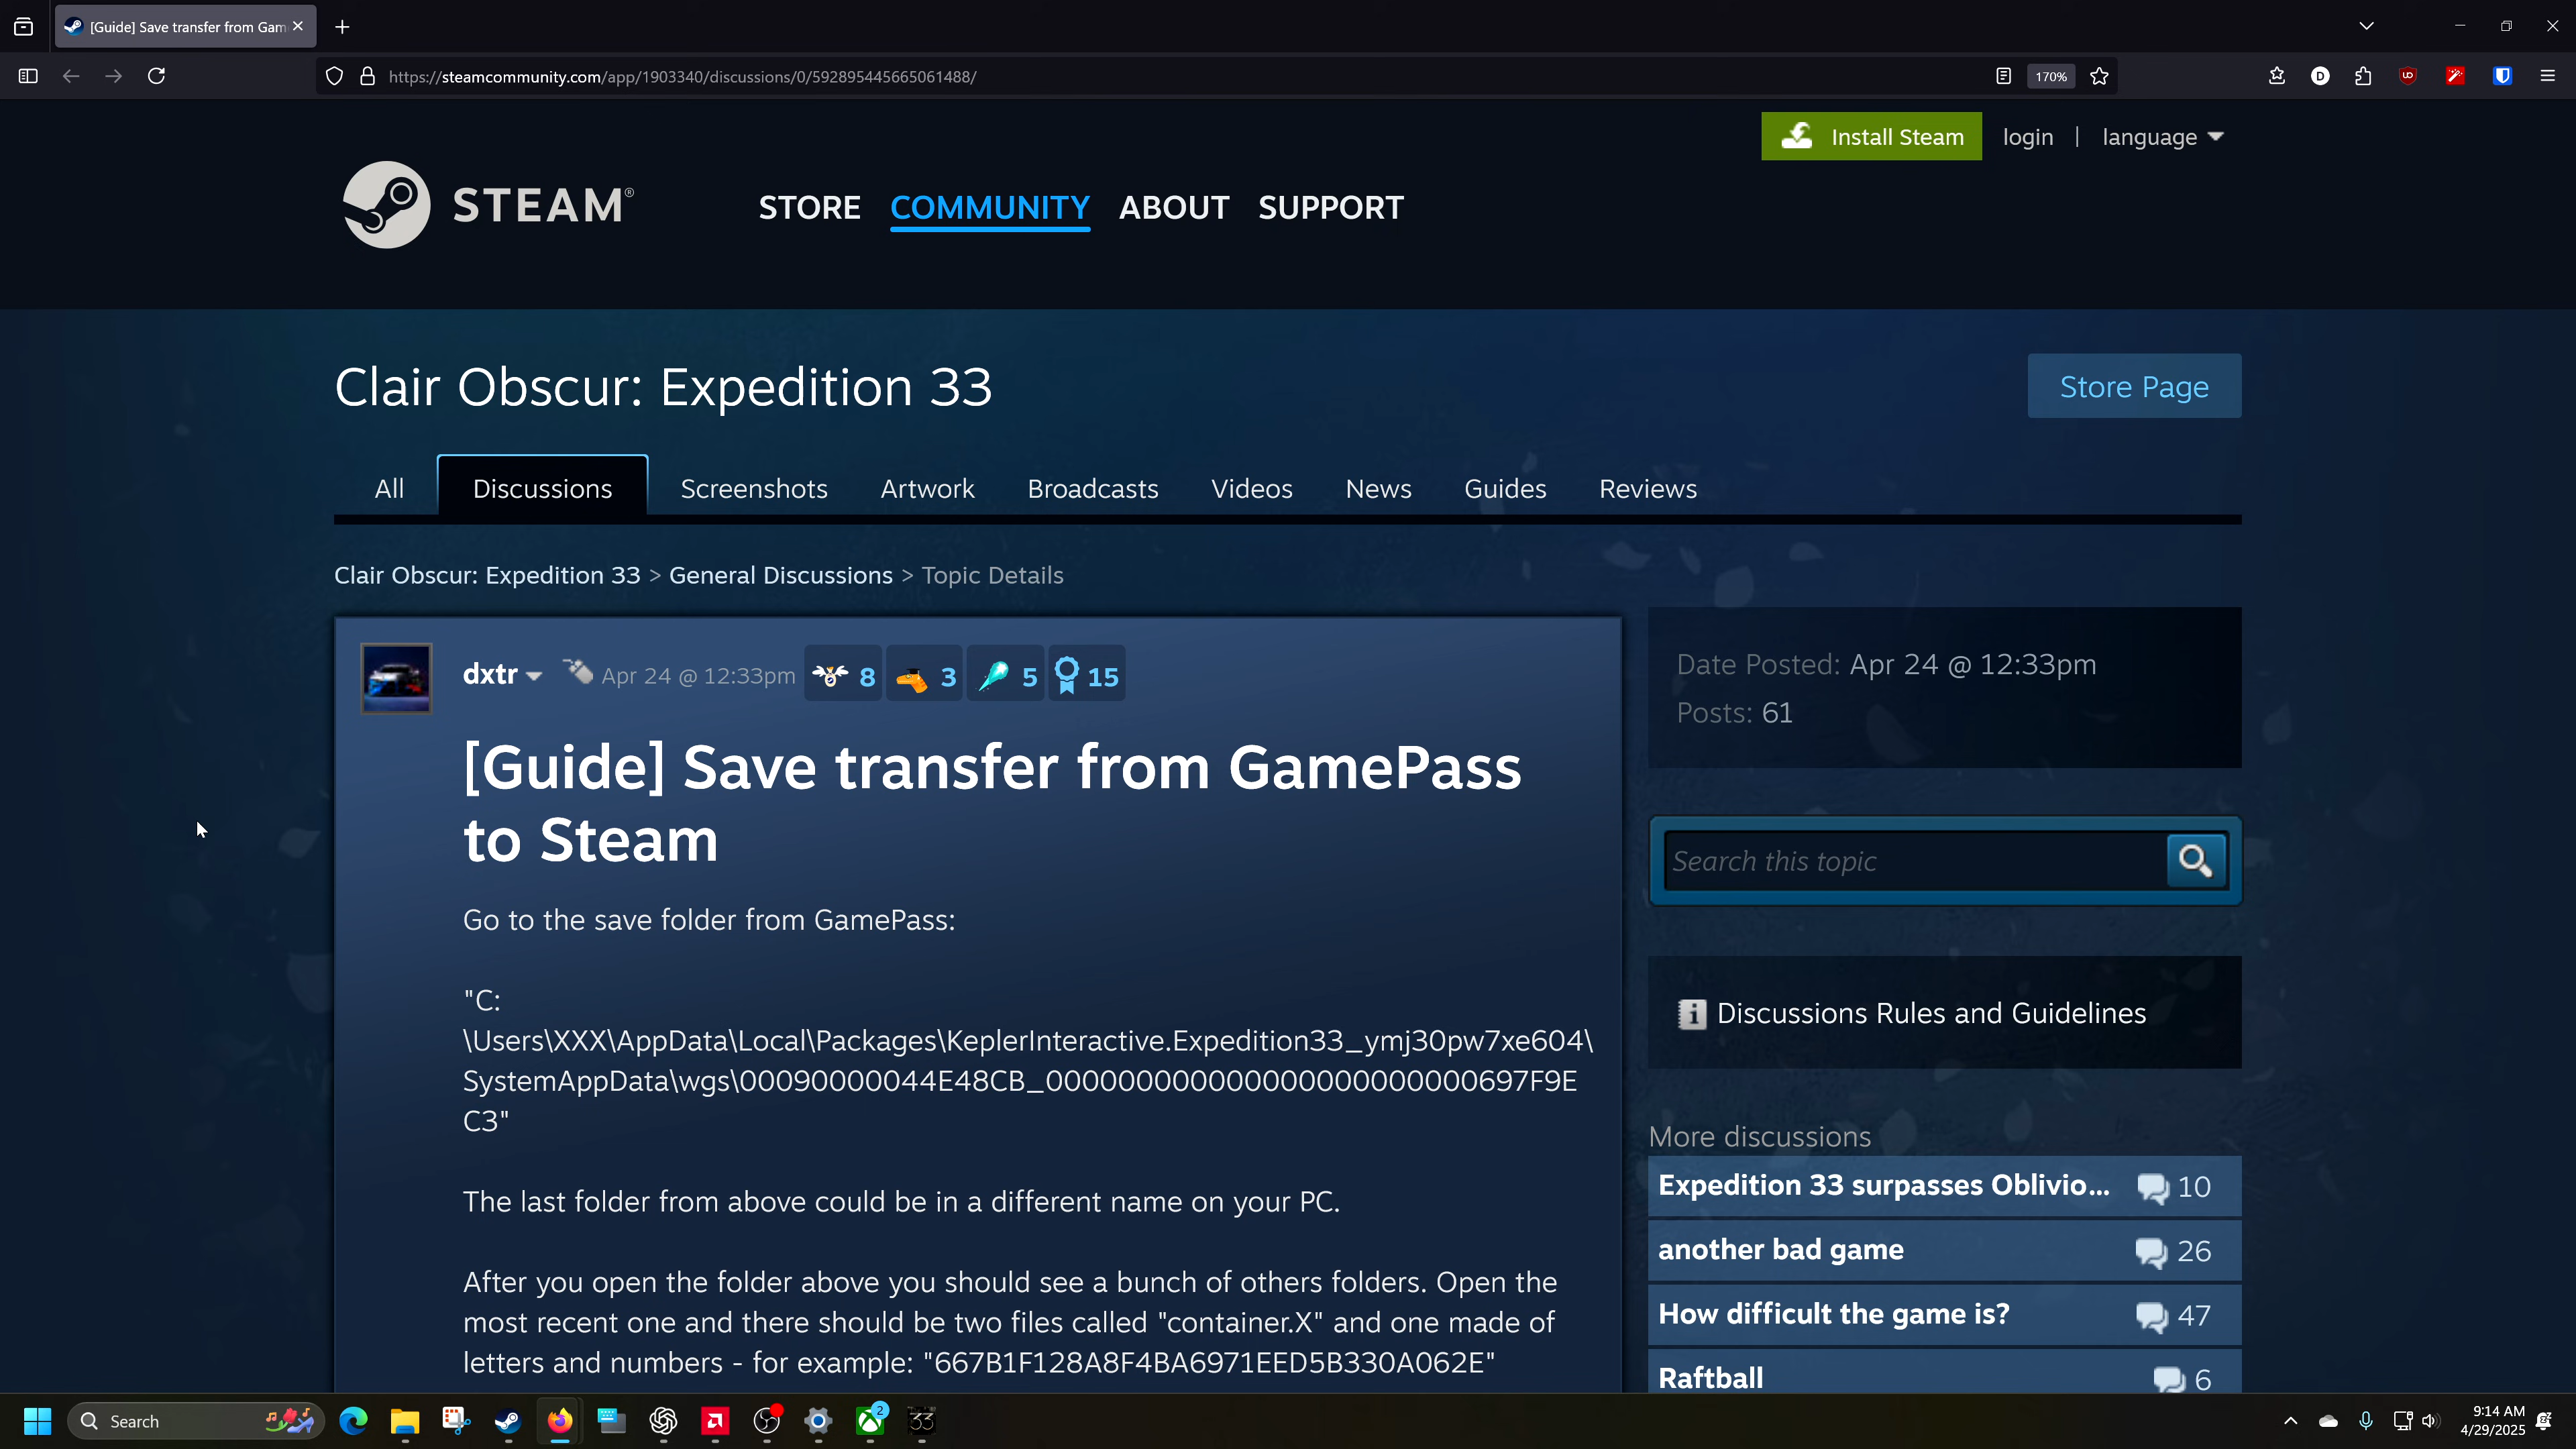 [Guide] Save transfer from Gam
https://steamcommunity.com/app/1903340/discussions/0/592895445665061488/
170%
Install Steam
login | language
STEAM®
STORE COMMUNITY ABOUT SUPPORT
Clair Obscur: Expedition 33
Store Page
All Discussions Screenshots Artwork Broadcasts Videos News Guides Reviews
Clair Obscur: Expedition 33 > General Discussions > Topic Details
dxtr Apr 24 @ 12:33pm 8 3 5 15
[Guide] Save transfer from GamePass
to Steam
Go to the save folder from GamePass:
"C:
\Users\XXX\AppData\Local\Packages\KeplerInteractive.Expedition33_ymj30pw7xe604\
SystemAppData\wgs\00090000044E48CB_000000000000000000000000697F9E
C3"
The last folder from above could be in a different name on your PC.
After you open the folder above you should see a bunch of others folders. Open the
most recent one and there should be two files called "container.X" and one made of
letters and numbers - for example: "667B1F128A8F4BA6971EED5B330A062E"
Date Posted: Apr 24 @ 12:33pm
Posts: 61
Search this topic
Discussions Rules and Guidelines
More discussions
Expedition 33 surpasses Oblivio... 10
another bad game 26
How difficult the game is? 47
Raftball 6
Search
2
33
9:14 AM
4/29/2025